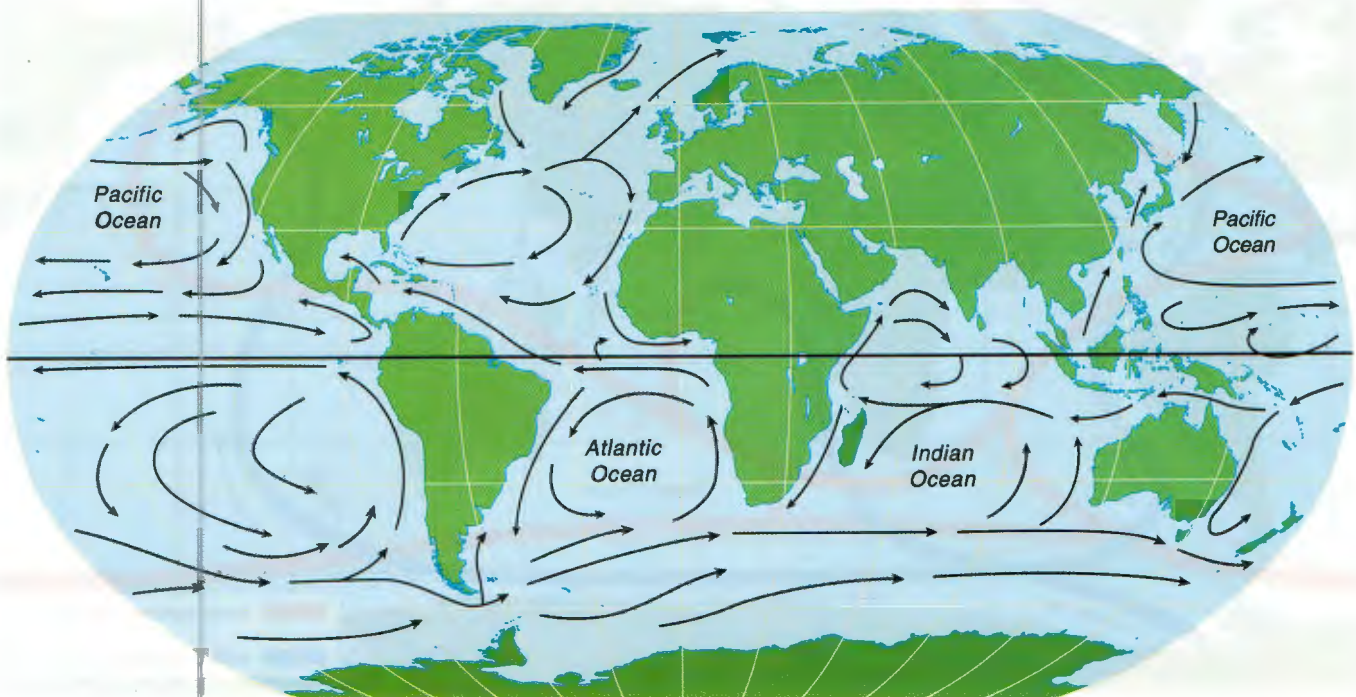 Pacific
Ocean
Pacific
Ocean
Atlantic
Ocean
Indian
Ocean